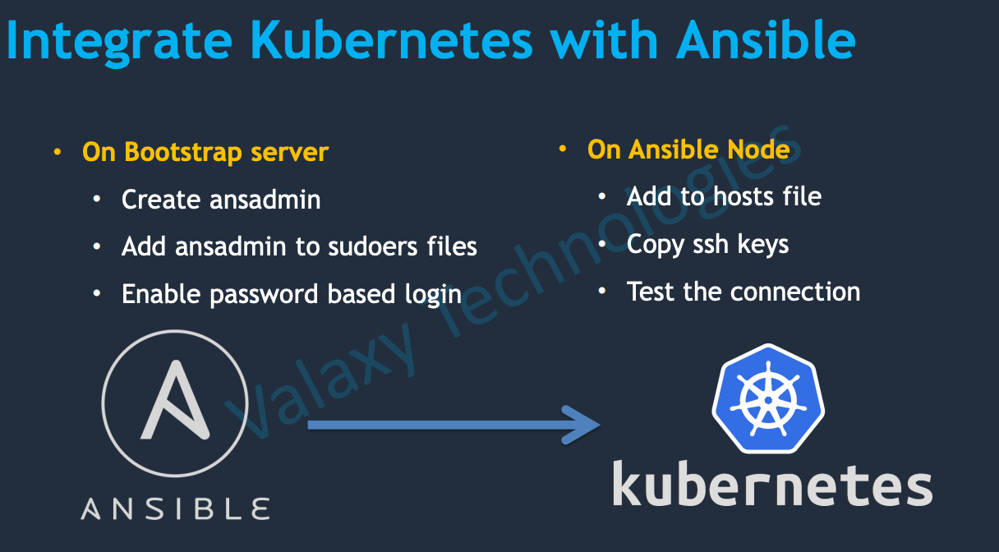 Integrate Kubernetes with Ansible
• On Bootstrap server
• Create ansadmin
• Add ansadmin to sudoers files
• Enable password based login
• On Ansible Node
• Add to hosts file
• Copy ssh keys
• Test the connection
Valaxy Technologies
ANSIBLE
kubernetes